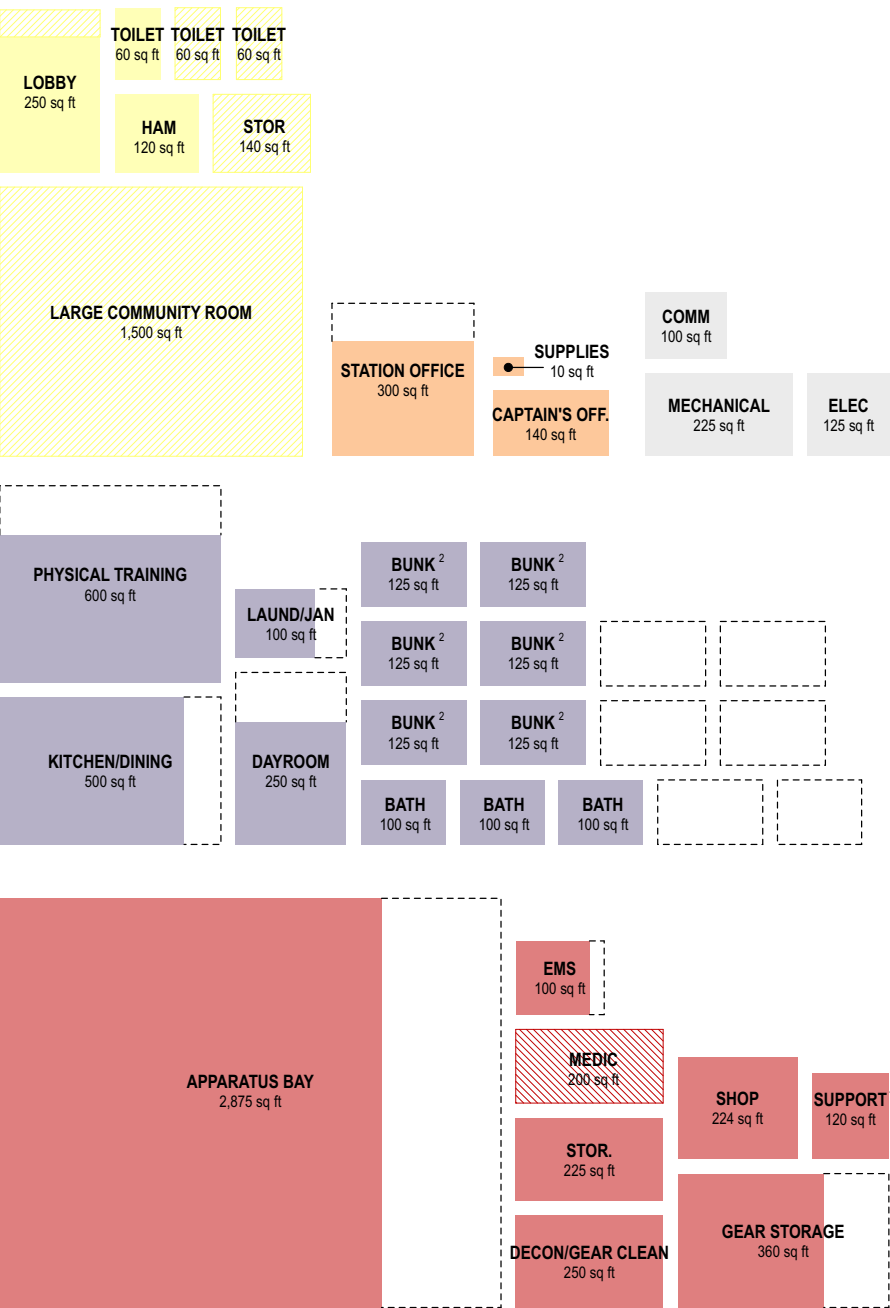 TOILET TOILET TOILET
60 sq ft 60 sq ft 60 sq ft
LOBBY
250 sq ft
HAM
120 sq ft
STOR
140 sq ft
LARGE COMMUNITY ROOM
1,500 sq ft
STATION OFFICE
300 sq ft
SUPPLIES
10 sq ft
CAPTAIN'S OFF.
140 sq ft
COMM
100 sq ft
MECHANICAL
225 sq ft
ELEC
125 sq ft
PHYSICAL TRAINING
600 sq ft
LAUND/JAN
100 sq ft
BUNK 2
125 sq ft
BUNK 2
125 sq ft
BUNK 2
125 sq ft
BUNK 2
125 sq ft
BUNK 2
125 sq ft
BUNK 2
125 sq ft
KITCHEN/DINING
500 sq ft
DAYROOM
250 sq ft
BATH
100 sq ft
BATH
100 sq ft
BATH
100 sq ft
APPARATUS BAY
2,875 sq ft
EMS
100 sq ft
MEDIC
200 sq ft
STOR.
225 sq ft
DECON/GEAR CLEAN
250 sq ft
SHOP
224 sq ft
SUPPORT
120 sq ft
GEAR STORAGE
360 sq ft